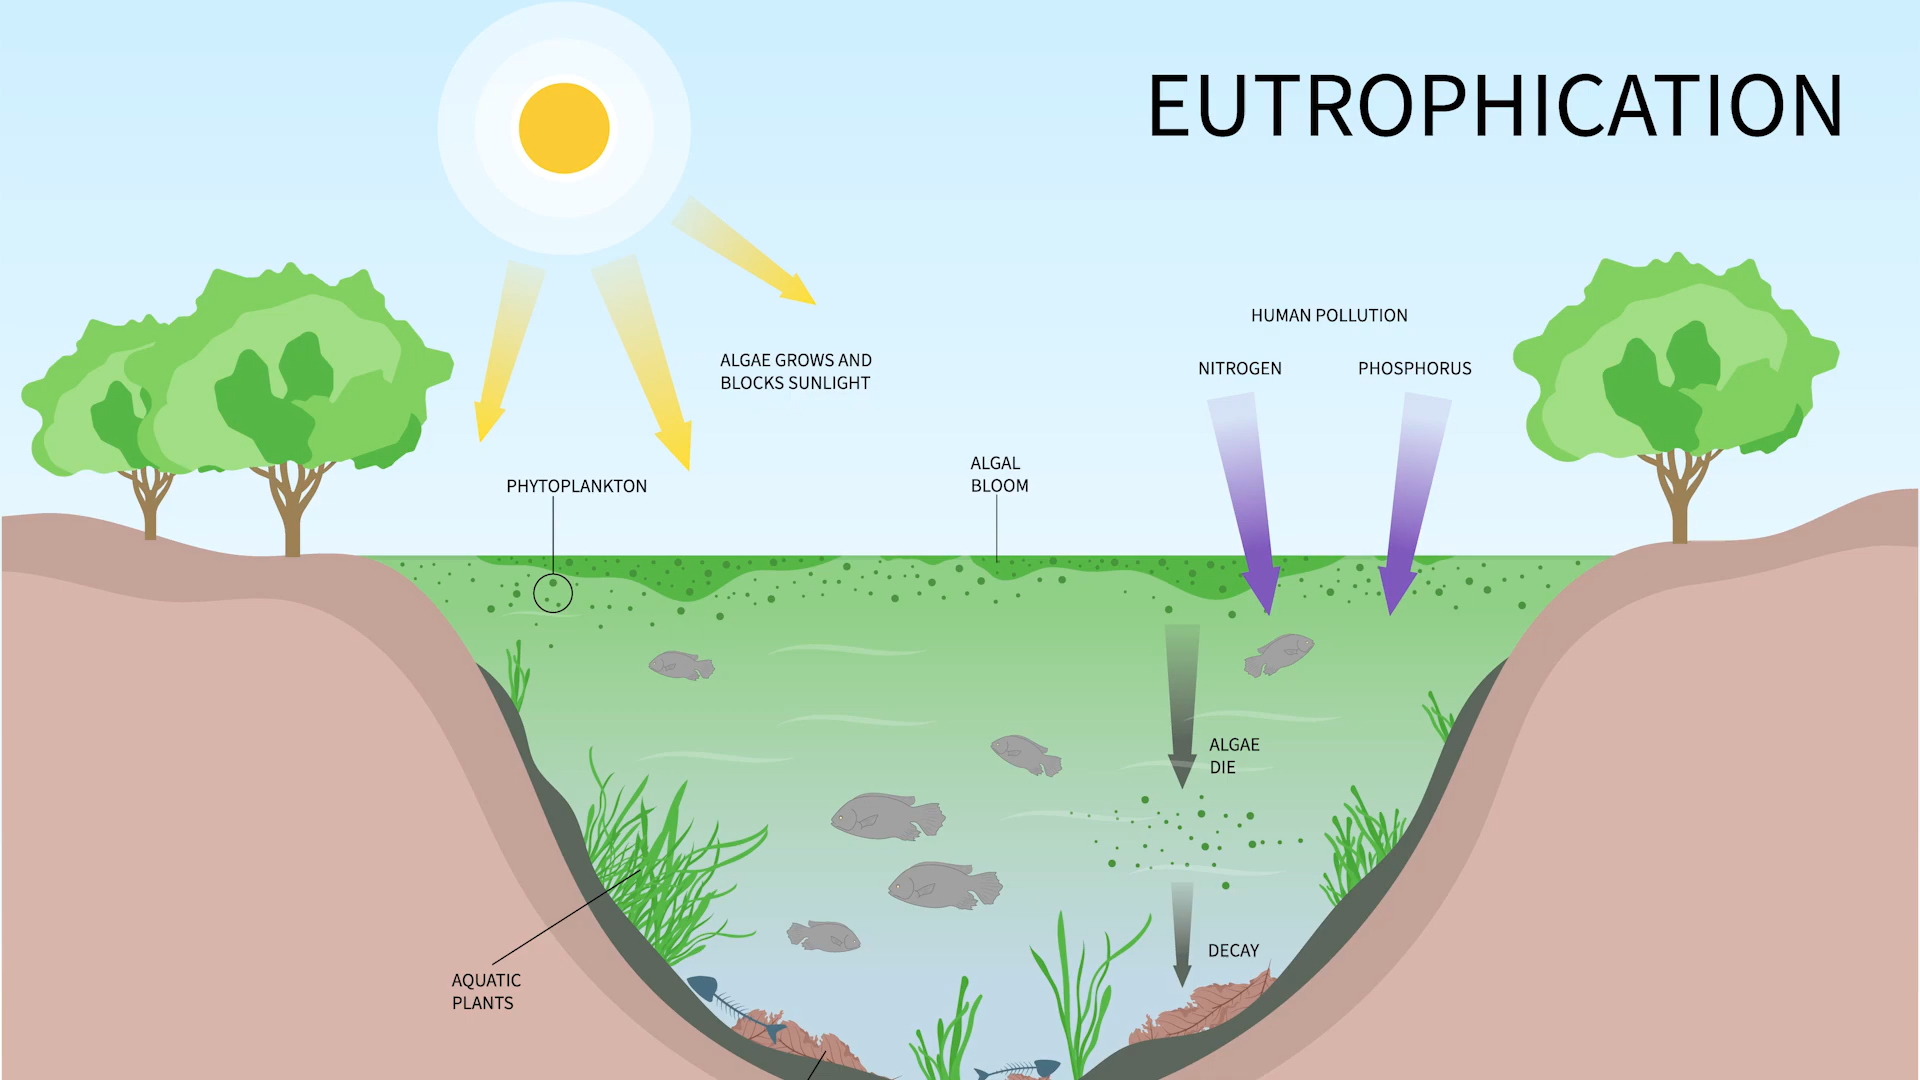 EUTROPHICATION
HUMAN POLLUTION
NITROGEN
PHOSPHORUS
ALGAE GROWS AND
BLOCKS SUNLIGHT
PHYTOPLANKTON
ALGAL
BLOOM
ALGAE
DIE
DECAY
AQUATIC
PLANTS